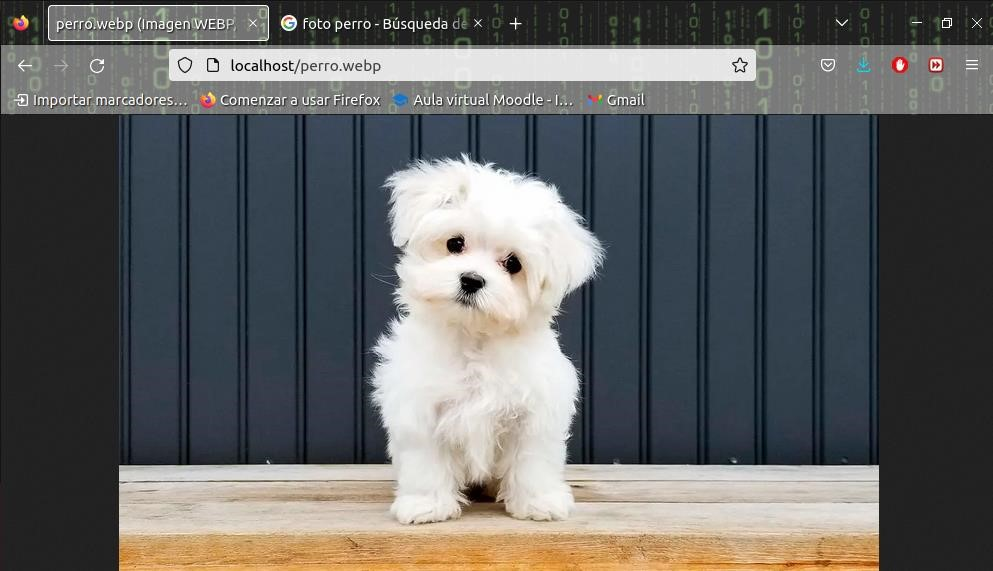 perro.webp (Imagen WEBP,
foto perro - Búsqueda de
localhost/perro.webp
Importar marcadores…
Comenzar a usar Firefox
Aula virtual Moodle - I…
Gmail